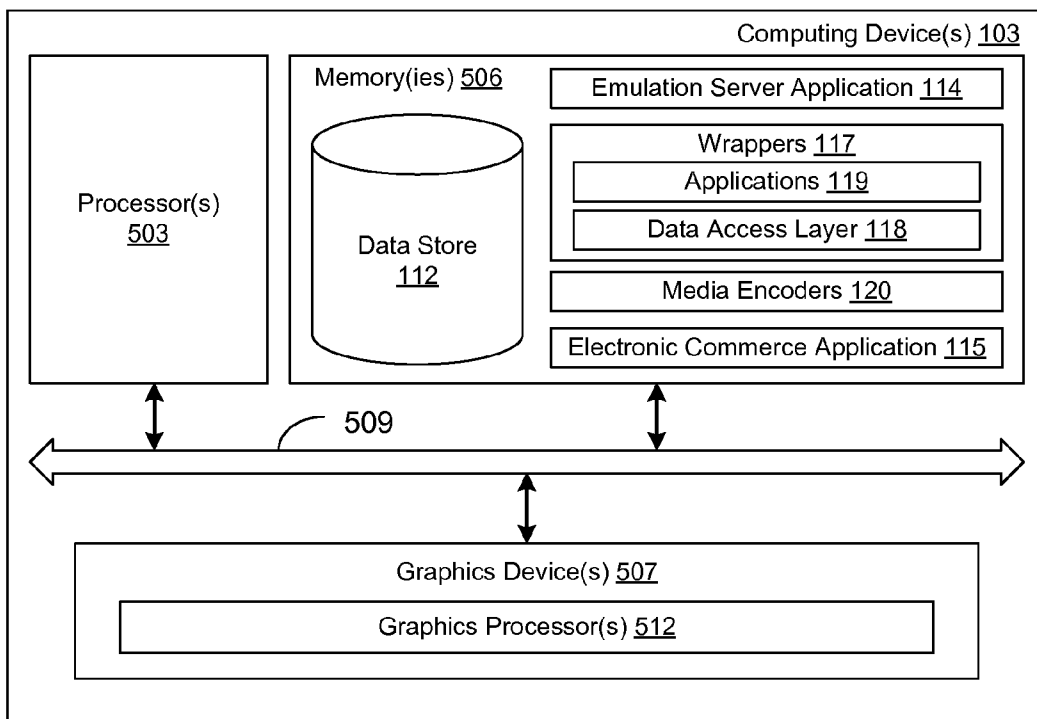 Computing Device(s) 103
Processor(s)
503
Memory(ies) 506
Data Store
112
Emulation Server Application 114
Wrappers 117
Applications 119
Data Access Layer 118
Media Encoders 120
Electronic Commerce Application 115
509
Graphics Device(s) 507
Graphics Processor(s) 512